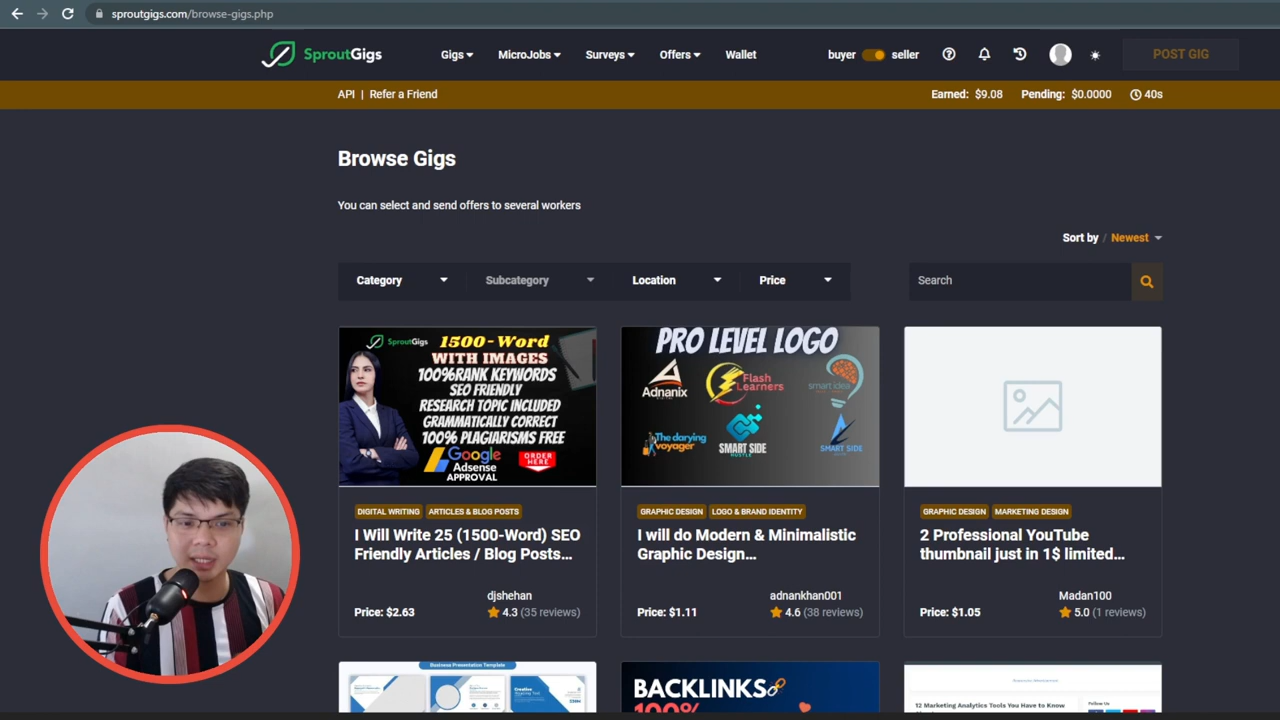 sproutgigs.com/browse-gigs.php
SproutGigs
Gigs
MicroJobs
Surveys
Offers
Wallet
buyer
seller
POST GIG
API | Refer a Friend
Earned: $9.08
Pending: $0.0000
40s
Browse Gigs
You can select and send offers to several workers
Sort by / Newest
Category
Subcategory
Location
Price
Search
SproutGigs
1500-Word
WITH IMAGES
100%RANK KEYWORDS
SEO FRIENDLY
RESEARCH TOPIC INCLUDED
GRAMMATICALLY CORRECT
100% PLAGIARISMS FREE
Google
Adsense
APPROVAL
ORDER
HERE
DIGITAL WRITING
ARTICLES & BLOG POSTS
I Will Write 25 (1500-Word) SEO
Friendly Articles / Blog Posts...
djshehan
Price: $2.63
4.3 (35 reviews)
PRO LEVEL LOGO
Adnanix
Flash
Learners
smart idea
The darying
voyager
SMART SIDE
HUSTLE
SMART SIDE
GRAPHIC DESIGN
LOGO & BRAND IDENTITY
I will do Modern & Minimalistic
Graphic Design...
adnankhan001
Price: $1.11
4.6 (38 reviews)
GRAPHIC DESIGN
MARKETING DESIGN
2 Professional YouTube
thumbnail just in 1$ limited...
Madan100
Price: $1.05
5.0 (1 reviews)
Business Presentation Template
BACKLINKS
100%
12 Marketing Analytics Tools You Have to Know
Follow Us